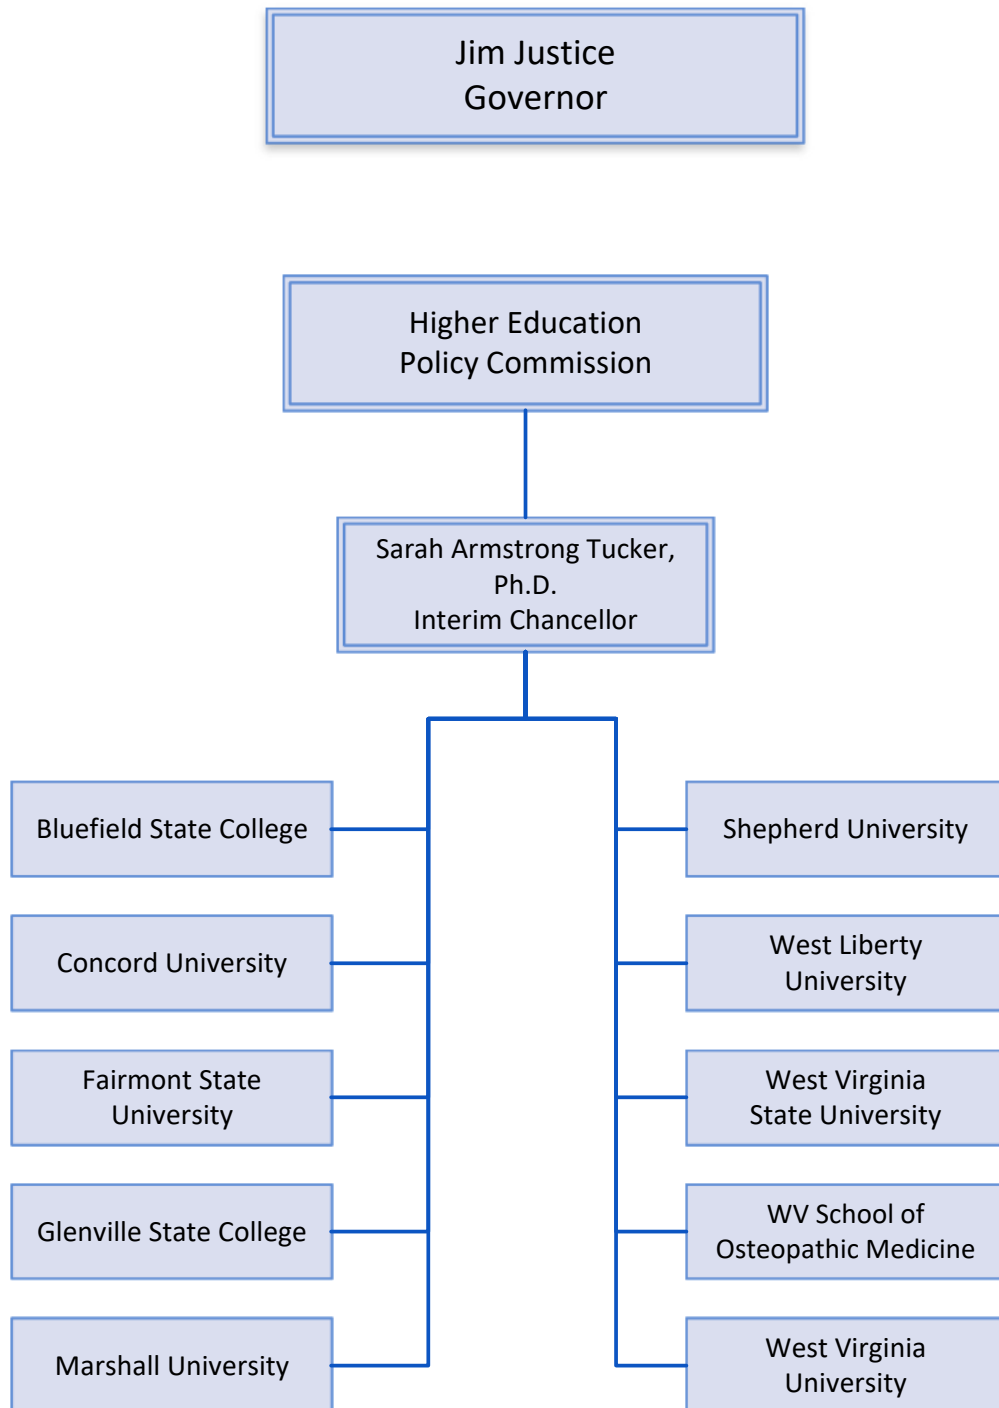 Jim Justice
Governor
Higher Education
Policy Commission
Sarah Armstrong Tucker,
Ph.D.
Interim Chancellor
Bluefield State College
Shepherd University
Concord University
West Liberty
University
Fairmont State
University
West Virginia
State University
Glenville State College
WV School of
Osteopathic Medicine
Marshall University
West Virginia
University